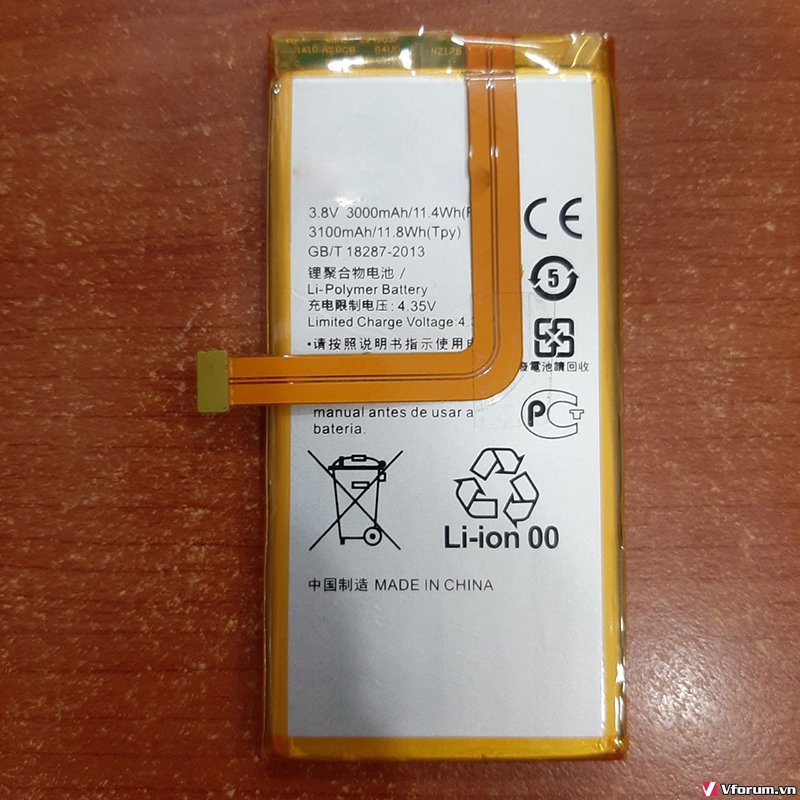 NZ176
3.8V 3000mAh/11.4Wh
3100mAh/11.8Wh(Tpy)
GB/T 18287-2013
锂聚合物电池 /
Li-Polymer Battery
充电限制电压: 4.35V
Limited Charge Voltage:4.
•请按照说明书指示使用
manual antes de usar a
bateria.
CE
5
廢電池請回收
PCT
Li-ion 00
中国制造 MADE IN CHINA
Vforum.vn